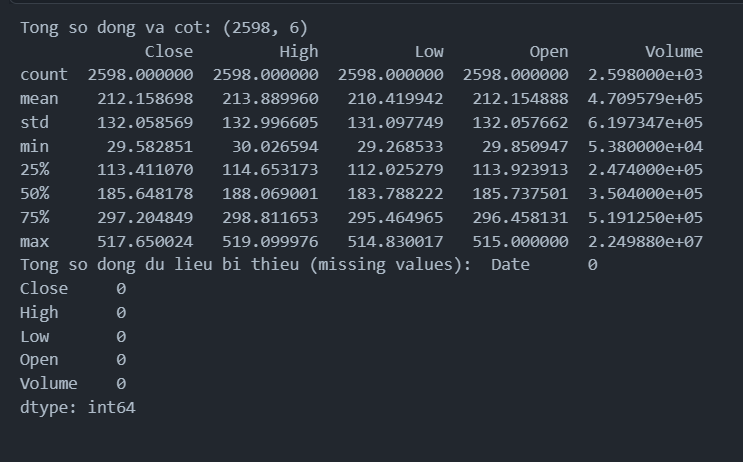 Tong so dong va cot: (2598, 6)
Close High Low Open Volume
count 2598.000000 2598.000000 2598.000000 2598.000000 2.598000e+03
mean 212.158698 213.889960 210.419942 212.154888 4.709579e+05
std 132.058569 132.996605 131.097749 132.057662 6.197347e+05
min 29.582851 30.026594 29.268533 29.850947 5.380000e+04
25% 113.411070 114.653173 112.025279 113.923913 2.474000e+05
50% 185.648178 188.069001 183.788222 185.737501 3.504000e+05
75% 297.204849 298.811653 295.464965 296.458131 5.191250e+05
max 517.650024 519.099976 514.830017 515.000000 2.249880e+07
Tong so dong du lieu bi thieu (missing values): Date 0
Close 0
High 0
Low 0
Open 0
Volume 0
dtype: int64